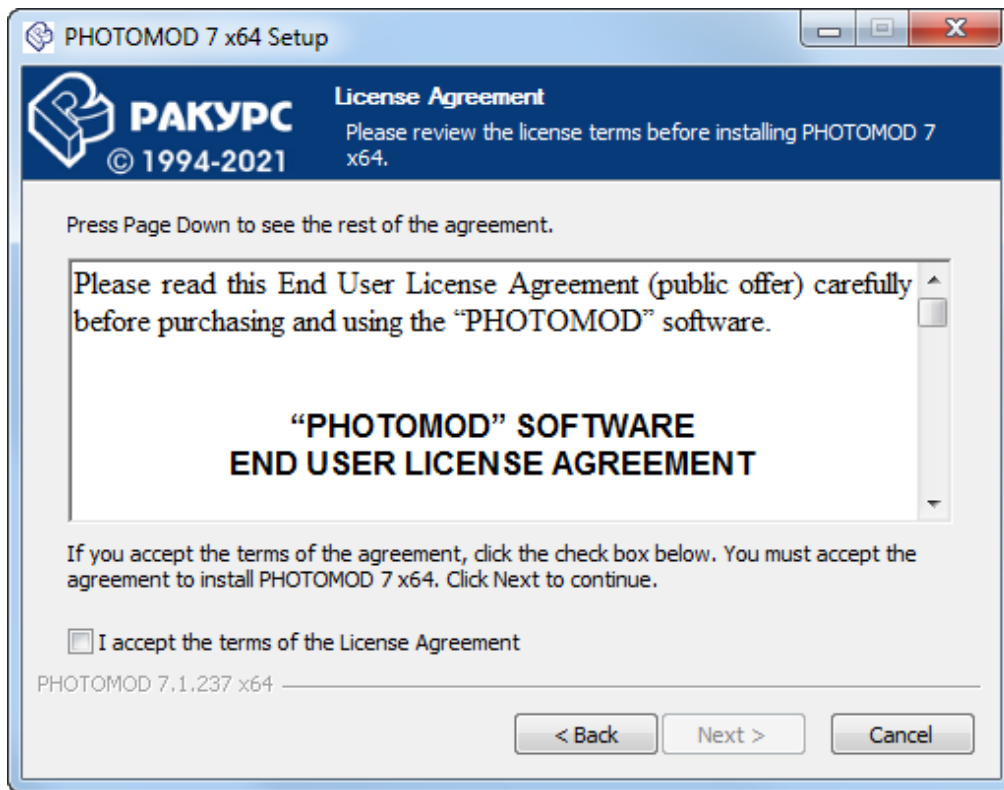 PHOTOMOD 7 x64 Setup
РАКУРС
© 1994-2021
License Agreement
Please review the license terms before installing PHOTOMOD 7
x64.
Press Page Down to see the rest of the agreement.
Please read this End User License Agreement (public offer) carefully
before purchasing and using the “PHOTOMOD” software.
“PHOTOMOD” SOFTWARE
END USER LICENSE AGREEMENT
If you accept the terms of the agreement, click the check box below. You must accept the
agreement to install PHOTOMOD 7 x64. Click Next to continue.
I accept the terms of the License Agreement
PHOTOMOD 7.1.237 x64
< Back
Next >
Cancel